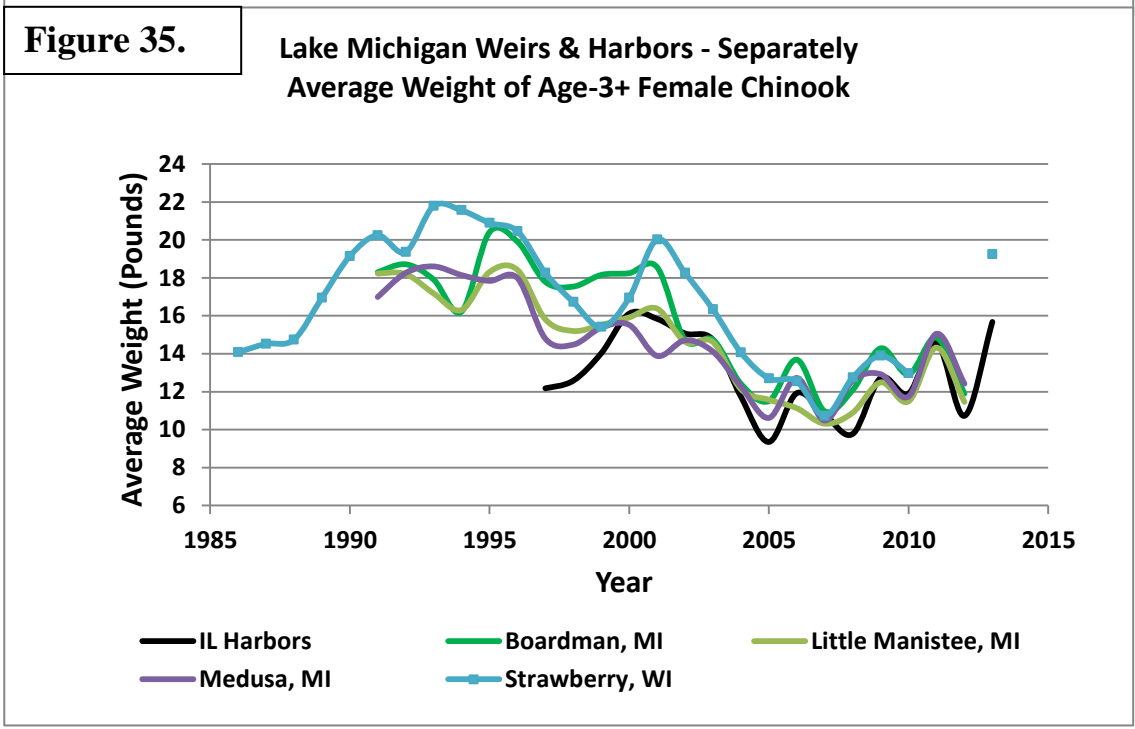 Figure 35.
Lake Michigan Weirs & Harbors - Separately
Average Weight of Age-3+ Female Chinook
Average Weight (Pounds)
24
22
20
18
16
14
12
10
8
6
1985 1990 1995 2000 2005 2010 2015
Year
IL Harbors Boardman, MI Little Manistee, MI
Medusa, MI Strawberry, WI